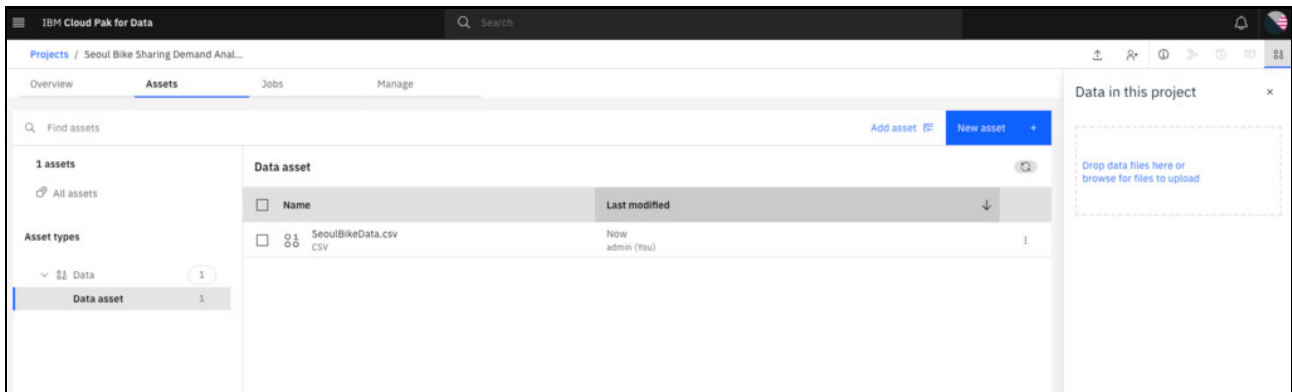 IBM Cloud Pak for Data
Search
Projects / Seoul Bike Sharing Demand Anal...
Overview
Assets
Jobs
Manage
Data in this project
Find assets
Add asset
New asset +
Drop data files here or
browse for files to upload
1 assets
All assets
Asset types
Data 1
Data asset 1
Data asset
Name
Last modified
SeoulBikeData.csv
CSV
Now
admin (You)